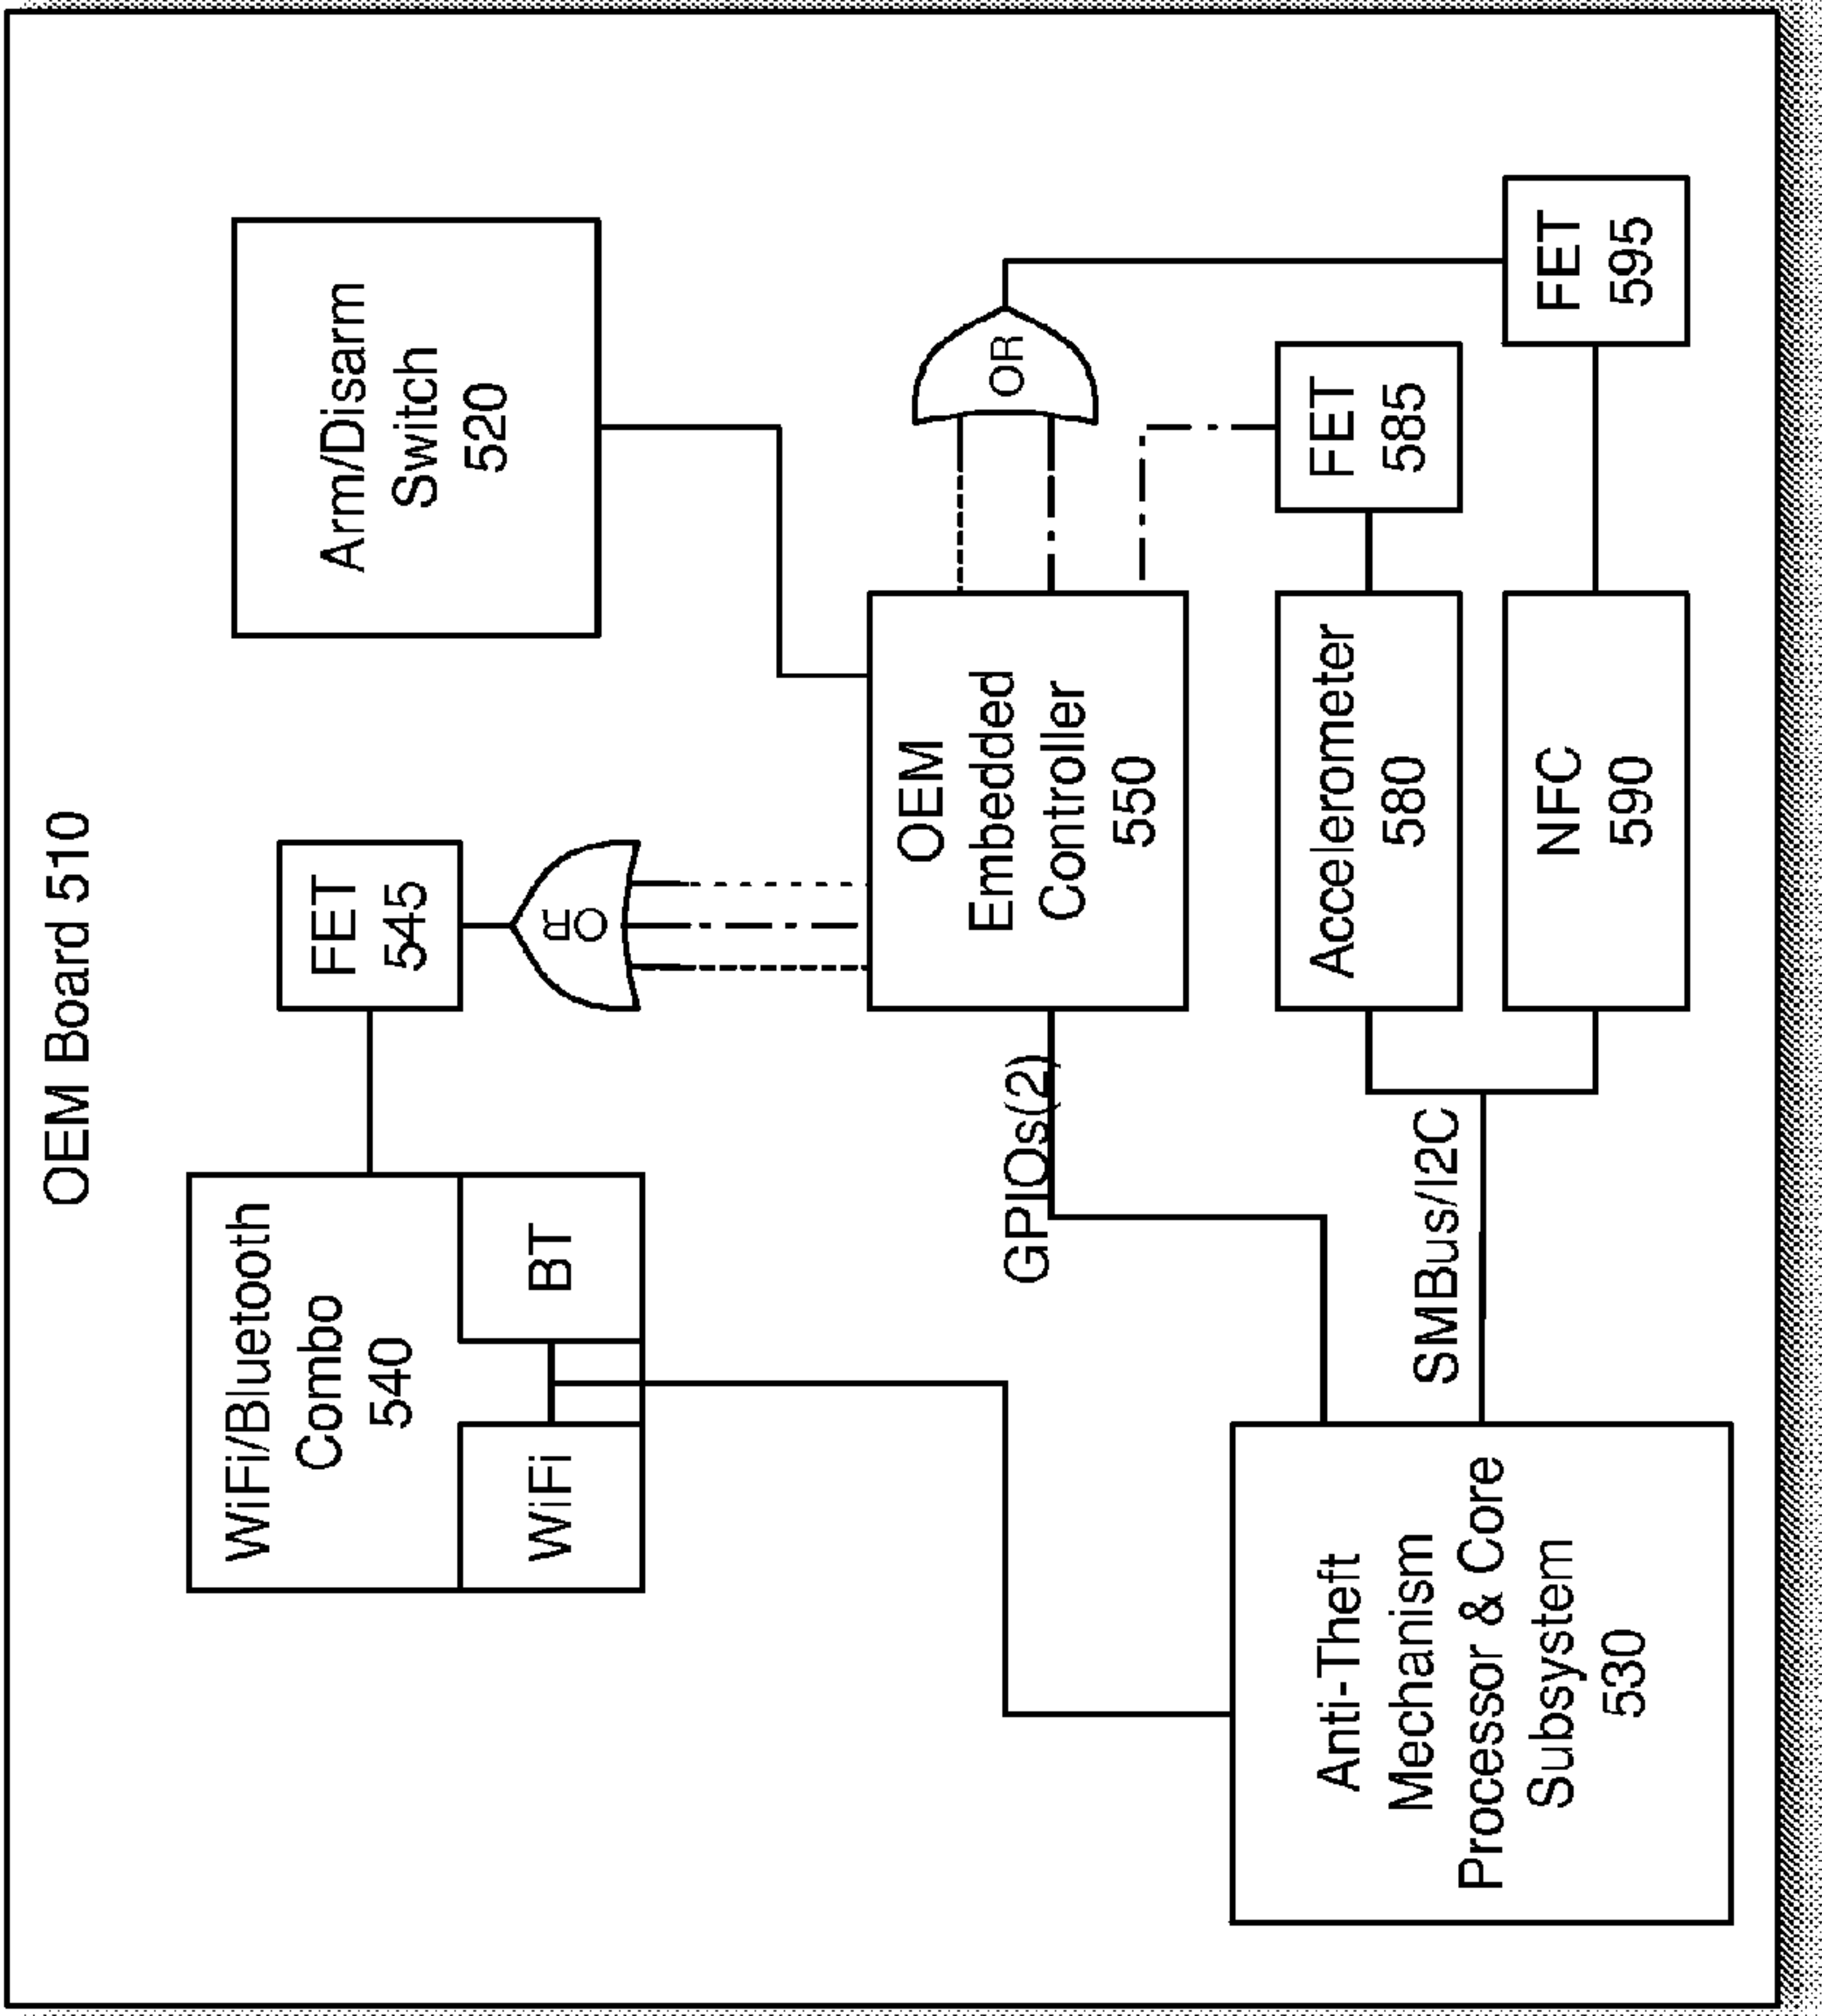 OEM Board 510
WiFi/Bluetooth
Combo
540
WiFi
BT
FET
545
OR
Arm/Disarm
Switch
520
OEM
Embedded
Controller
550
OR
GPIOs(2)
Anti-Theft
Mechanism
Processor & Core
Subsystem
530
SMBus/I2C
Accelerometer
580
FET
585
NFC
590
FET
595